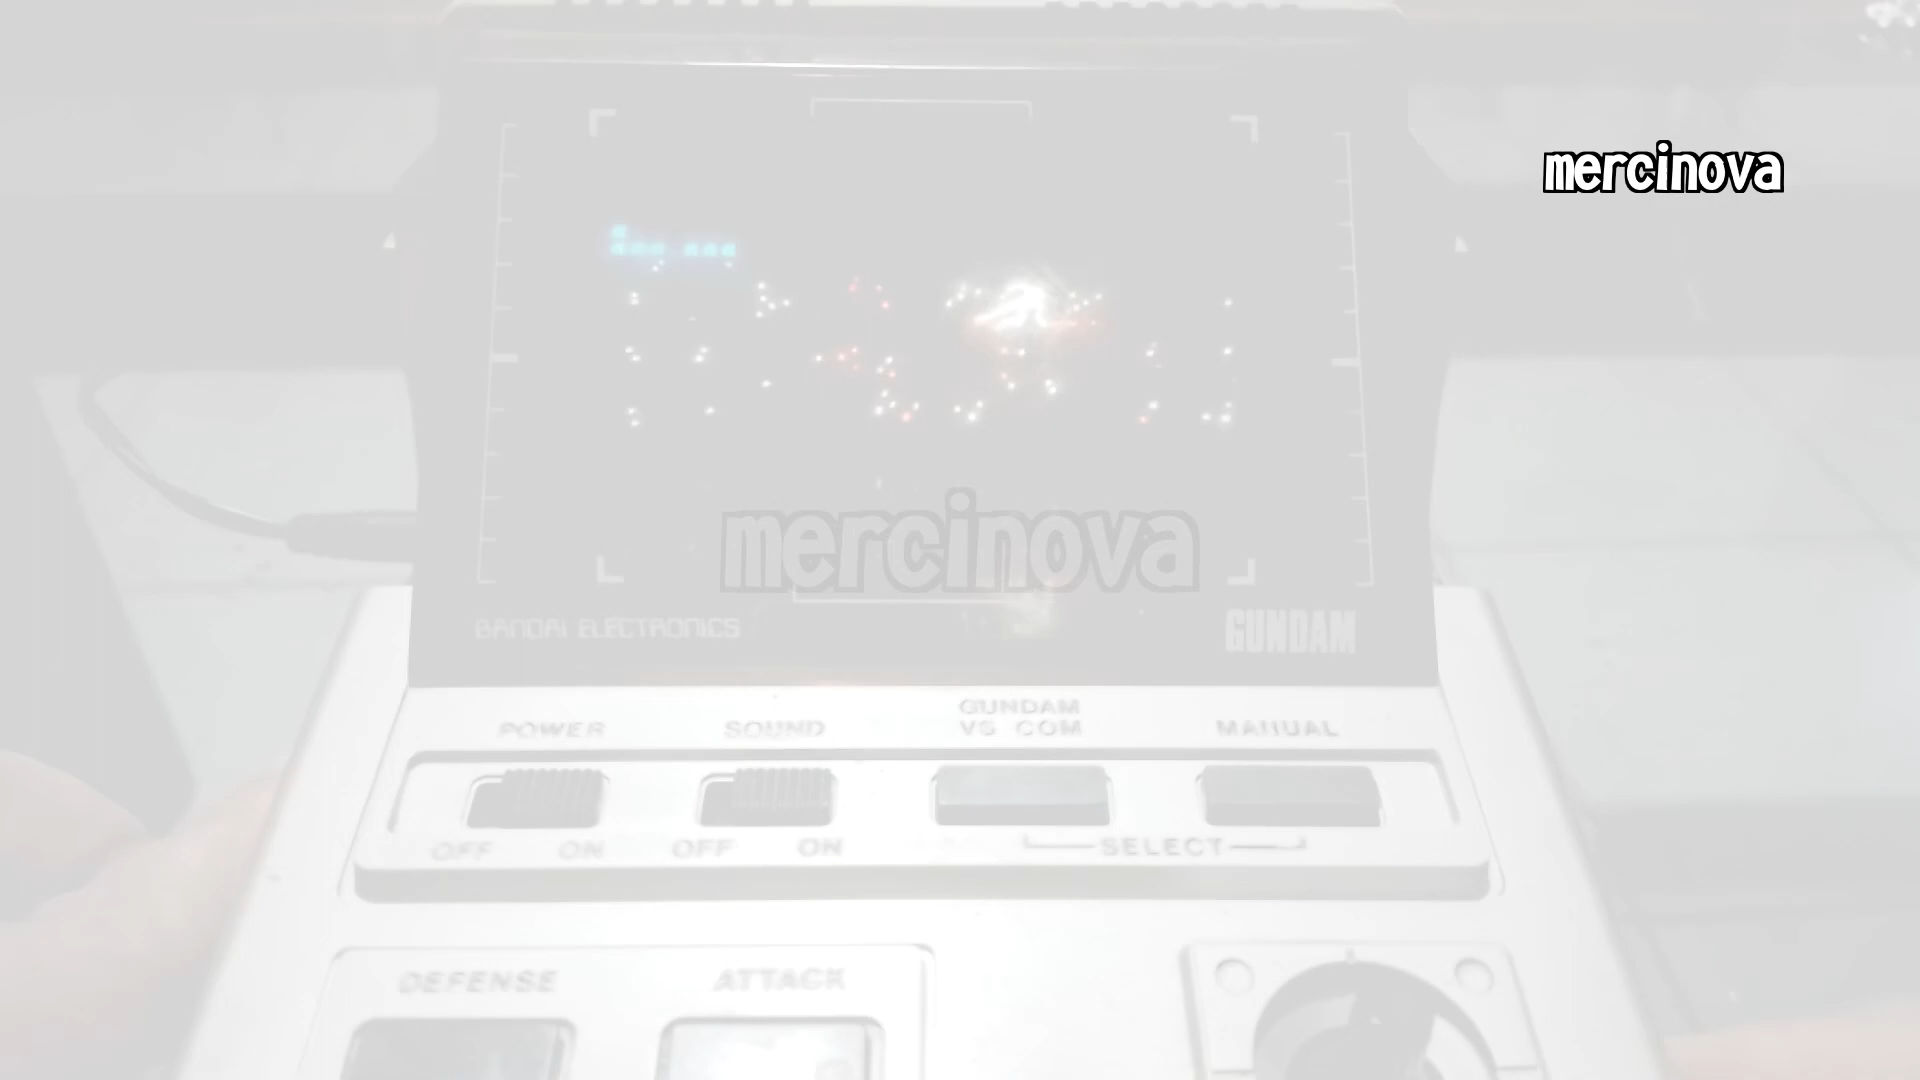 mercinova
mercinova
BANDAI ELECTRONICS
GUNDAM
POWER
SOUND
GUNDAM
VS COM
MANUAL
OFF
ON
OFF
ON
SELECT
DEFENSE
ATTACK